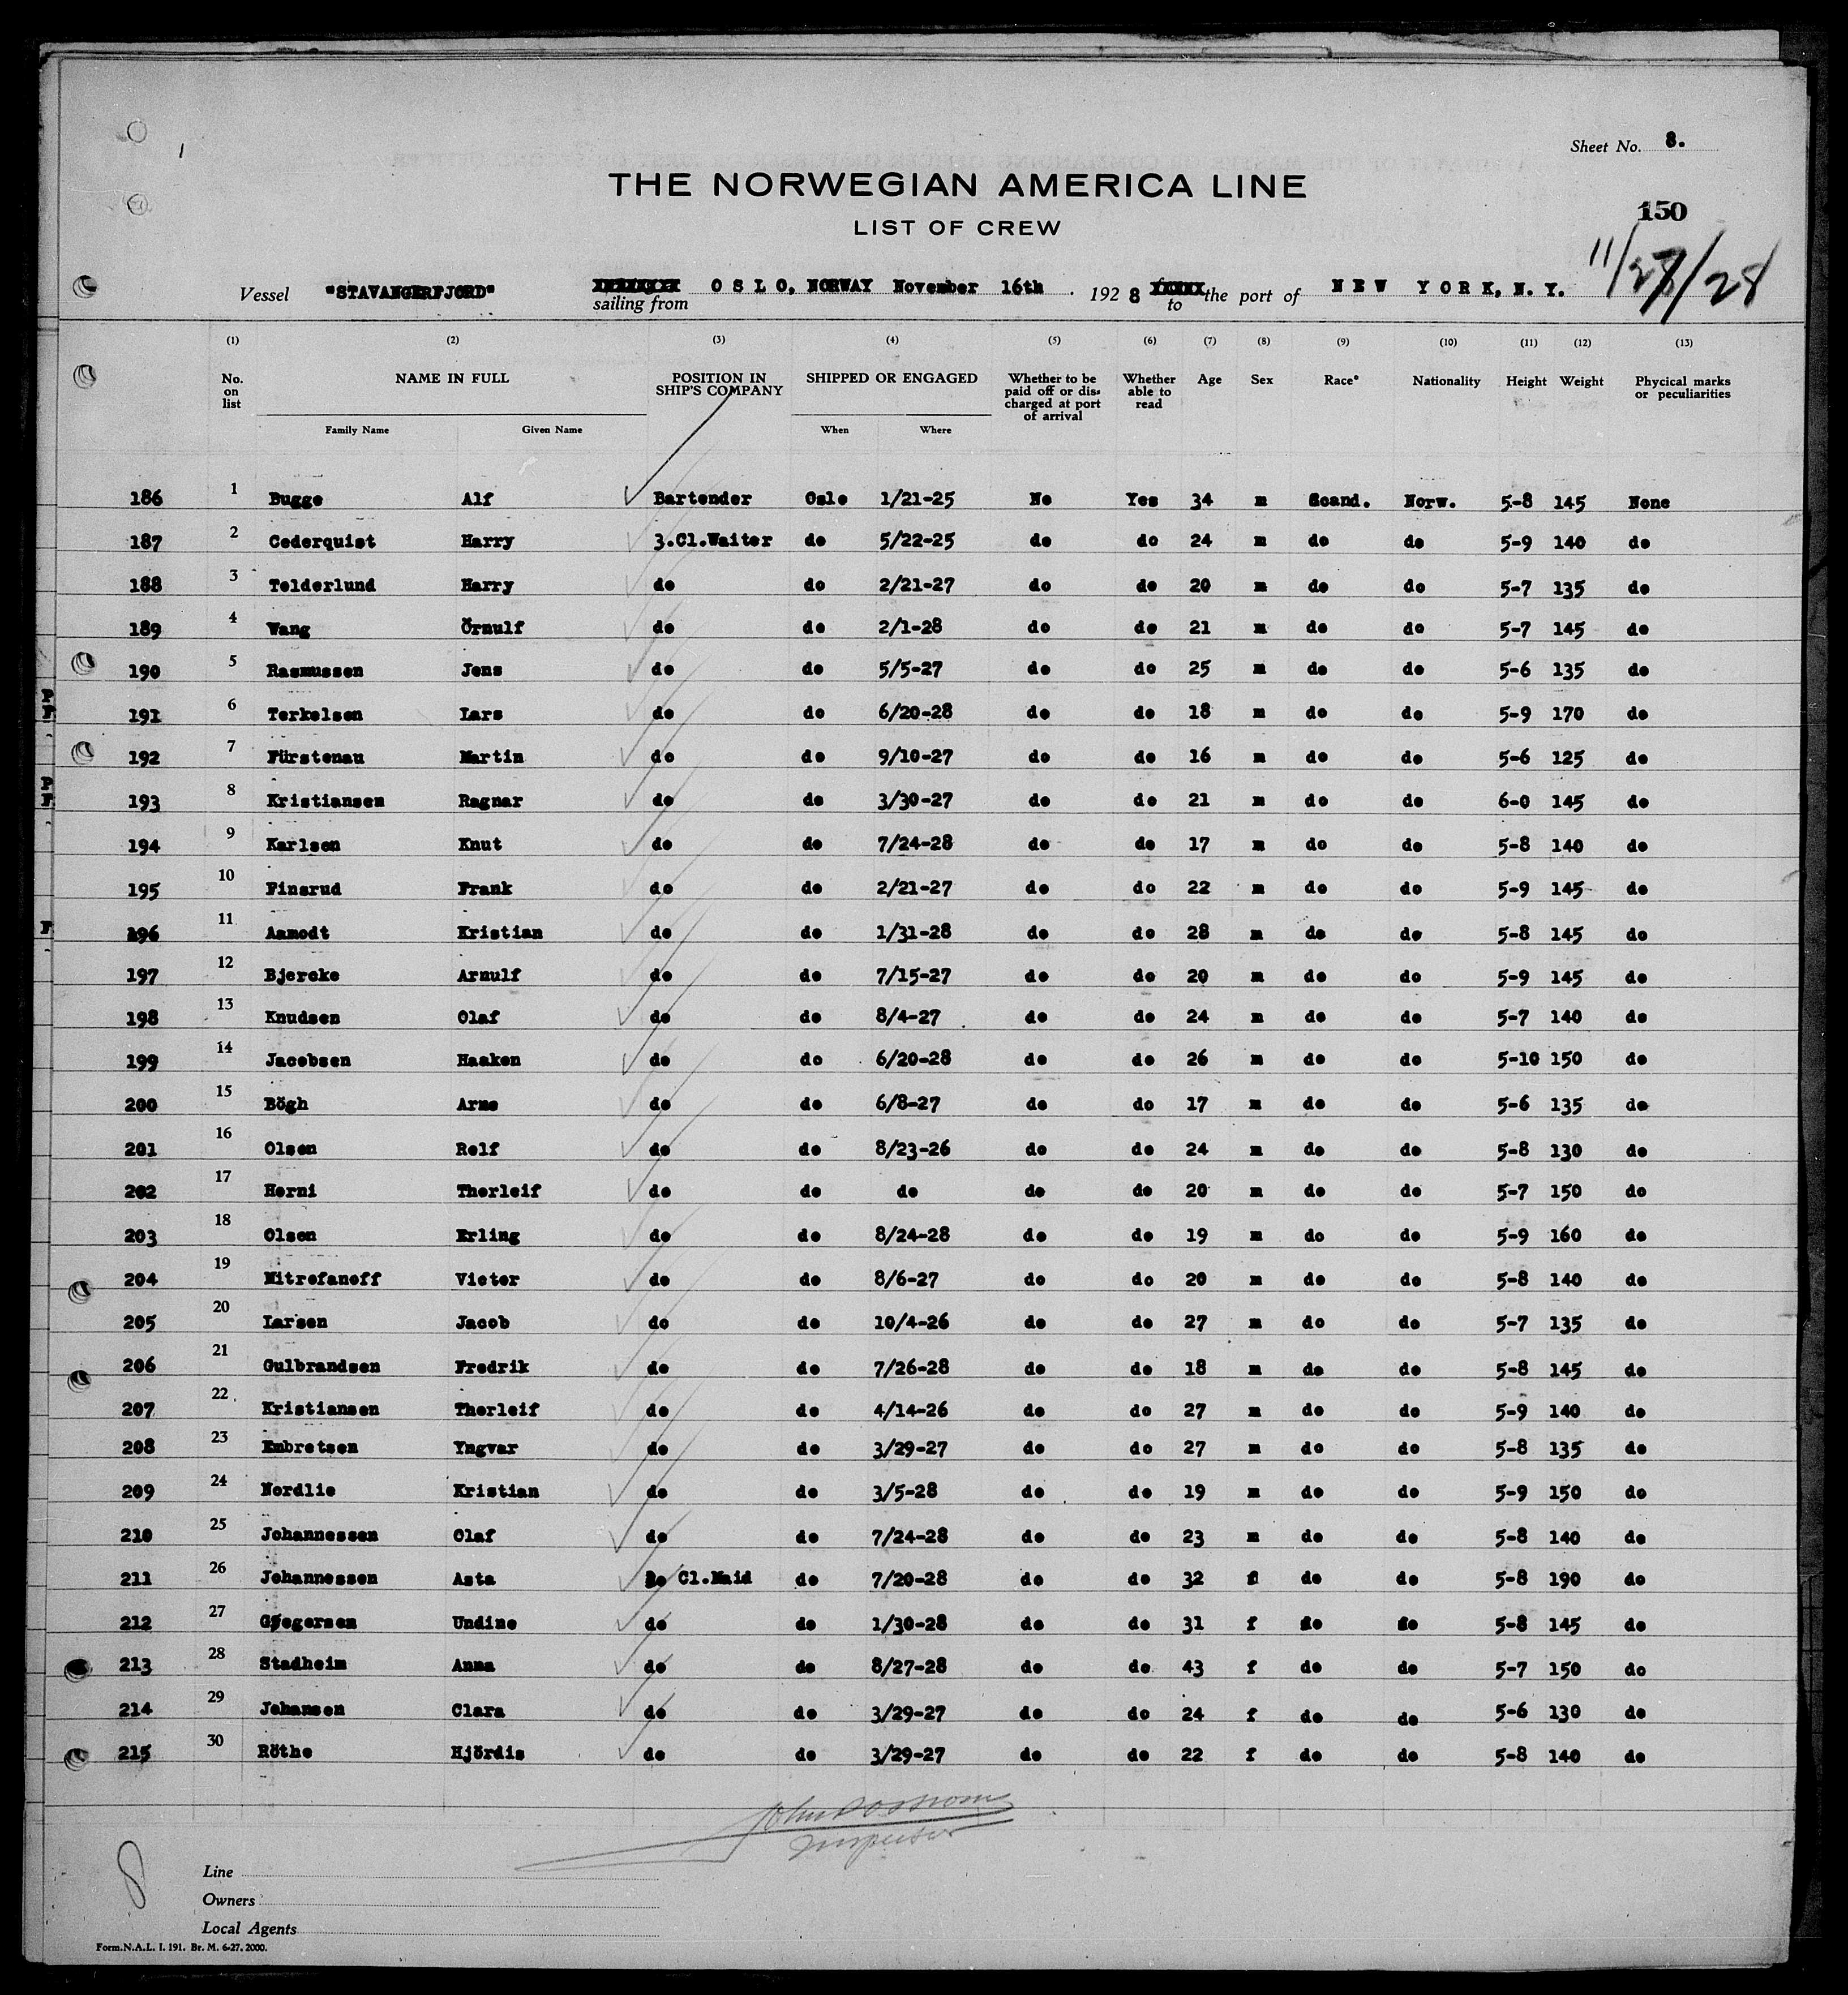 Sheet No. 8.
THE NORWEGIAN AMERICA LINE
150
LIST OF CREW
11/27/28
Vessel "STAVANGERFJORD" sailing from OSLO, NORWAY November 16th. 1928 to the port of NEW YORK, N. Y.
(1) (2) (3) (4) (5) (6) (7) (8) (9) (10) (11) (12) (13)
No. on list NAME IN FULL POSITION IN SHIP'S COMPANY SHIPPED OR ENGAGED Whether to be paid off or discharged at port of arrival Whether able to read Age Sex Race* Nationality Height Weight Phycical marks or peculiarities
Family Name Given Name When Where
186 1 Bugge Alf Bartender Oslo 1/21-25 No Yes 34 m Scand. Norw. 5-8 145 None
187 2 Cederquist Harry 3.Cl.Waiter do 5/22-25 do do 24 m do do 5-9 140 do
188 3 Telderlund Harry do do 2/21-27 do do 20 m do do 5-7 135 do
189 4 Wang Örnulf do do 2/1-28 do do 21 m do do 5-7 145 do
190 5 Rasmussen Jens do do 5/5-27 do do 25 m do do 5-6 135 do
191 6 Terkelsen Lars do do 6/20-28 do do 18 m do do 5-9 170 do
192 7 Fürstenau Martin do do 9/10-27 do do 16 m do do 5-6 125 do
193 8 Kristiansen Ragnar do do 3/30-27 do do 21 m do do 6-0 145 do
194 9 Karlsen Knut do do 7/24-28 do do 17 m do do 5-8 140 do
195 10 Finsrud Frank do do 2/21-27 do do 22 m do do 5-9 145 do
196 11 Aamodt Kristian do do 1/31-28 do do 28 m do do 5-8 145 do
197 12 Bjercke Arnulf do do 7/15-27 do do 20 m do do 5-9 145 do
198 13 Knudsen Olaf do do 8/4-27 do do 24 m do do 5-7 140 do
199 14 Jacobsen Haakon do do 6/20-28 do do 26 m do do 5-10 150 do
200 15 Bögh Arne do do 6/8-27 do do 17 m do do 5-6 135 do
201 16 Olsen Rolf do do 8/23-26 do do 24 m do do 5-8 130 do
202 17 Horni Thorleif do do do do do 20 m do do 5-7 150 do
203 18 Olsen Erling do do 8/24-28 do do 19 m do do 5-9 160 do
204 19 Mitrofanoff Victor do do 8/6-27 do do 20 m do do 5-8 140 do
205 20 Larsen Jacob do do 10/4-26 do do 27 m do do 5-7 135 do
206 21 Gulbrandsen Fredrik do do 7/26-28 do do 18 m do do 5-8 145 do
207 22 Kristiansen Thorleif do do 4/14-26 do do 27 m do do 5-9 140 do
208 23 Embretsen Yngvar do do 3/29-27 do do 27 m do do 5-8 135 do
209 24 Nordlie Kristian do do 3/5-28 do do 19 m do do 5-9 150 do
210 25 Johannessen Olaf do do 7/24-28 do do 23 m do do 5-8 140 do
211 26 Johannessen Asta Cl.Maid do 7/20-28 do do 32 f do do 5-8 190 do
212 27 Undine do do 1/30-28 do do 31 f do do 5-8 145 do
213 28 Stadheim Anna do do 8/27-28 do do 43 f do do 5-7 150 do
214 29 Johansen Clara do do 3/29-27 do do 24 f do do 5-6 130 do
215 30 Röthe Hjördis do do 3/29-27 do do 22 f do do 5-8 140 do
Inspector
8
Line
Owners
Local Agents
Form.N.A.L. I. 191. Br. M. 6-27. 2000.